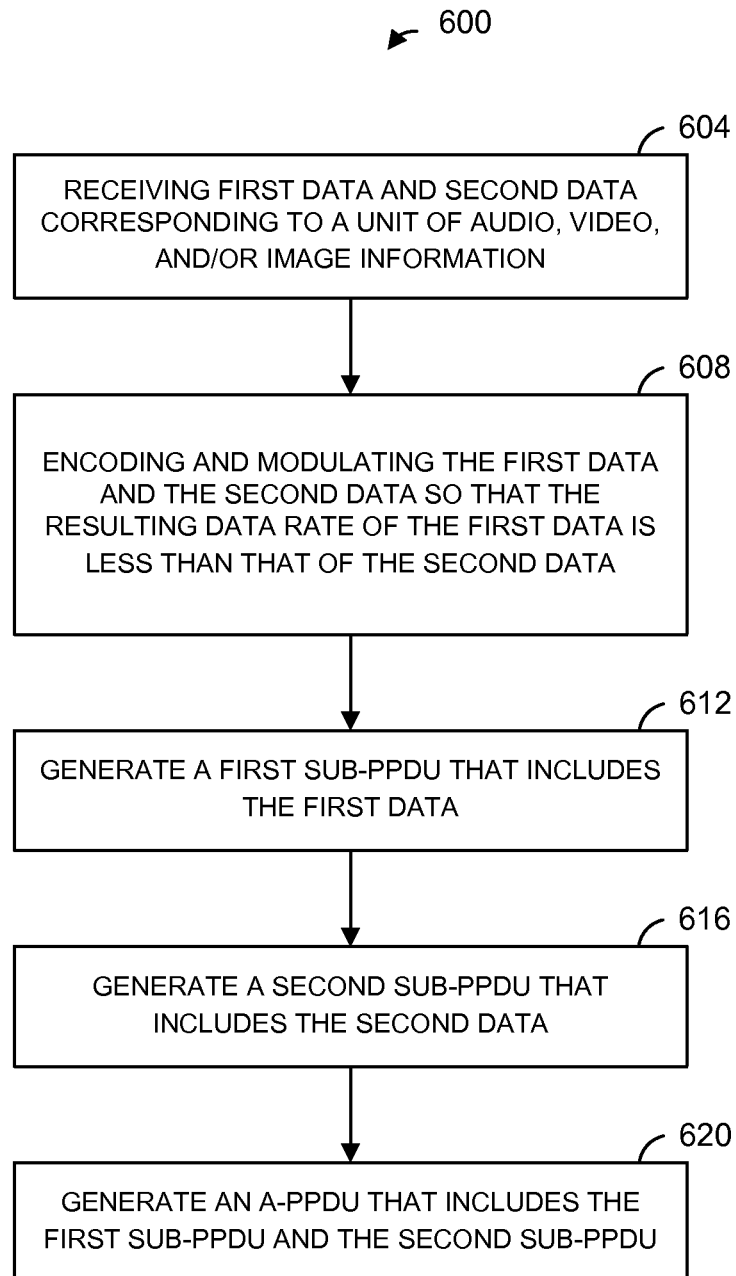 600
604
RECEIVING FIRST DATA AND SECOND DATA
CORRESPONDING TO A UNIT OF AUDIO, VIDEO,
AND/OR IMAGE INFORMATION
608
ENCODING AND MODULATING THE FIRST DATA
AND THE SECOND DATA SO THAT THE
RESULTING DATA RATE OF THE FIRST DATA IS
LESS THAN THAT OF THE SECOND DATA
612
GENERATE A FIRST SUB-PPDU THAT INCLUDES
THE FIRST DATA
616
GENERATE A SECOND SUB-PPDU THAT
INCLUDES THE SECOND DATA
620
GENERATE AN A-PPDU THAT INCLUDES THE
FIRST SUB-PPDU AND THE SECOND SUB-PPDU